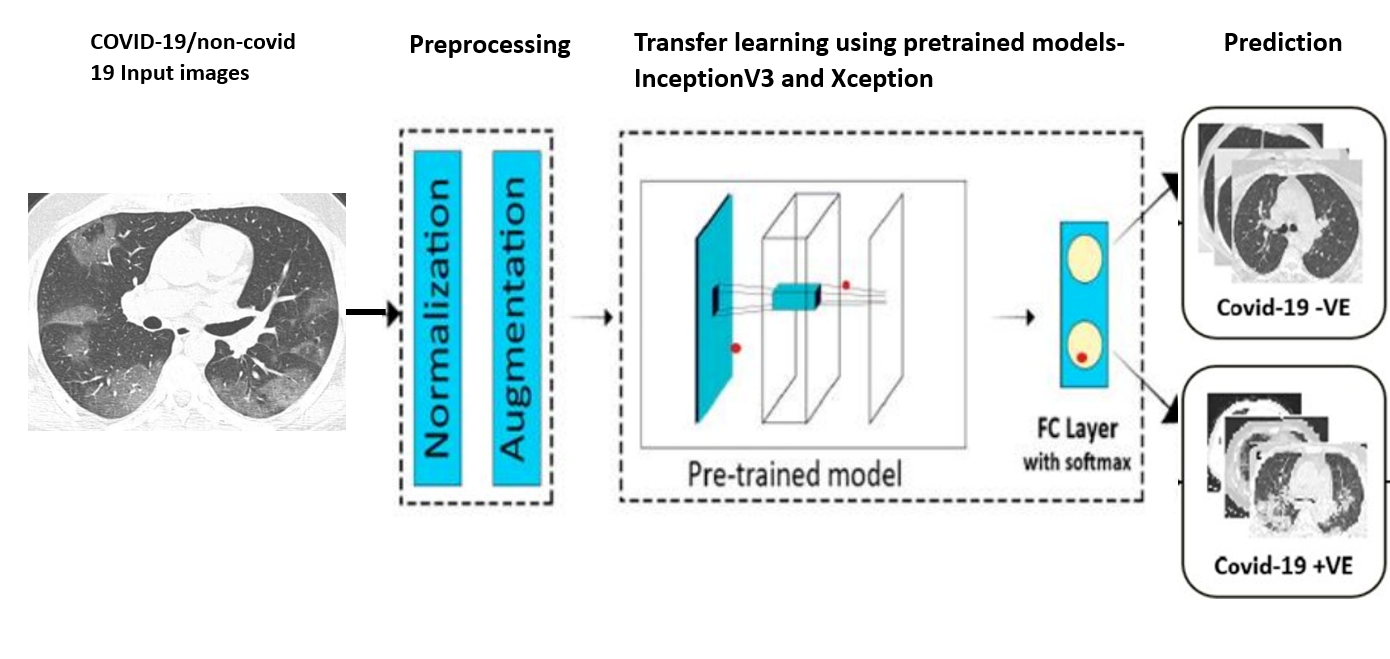 COVID-19/non-covid
19 Input images
Preprocessing
Transfer learning using pretrained models-
InceptionV3 and Xception
Prediction
Normalization
Augmentation
Pre-trained model
FC Layer
with softmax
Covid-19 -VE
Covid-19 +VE